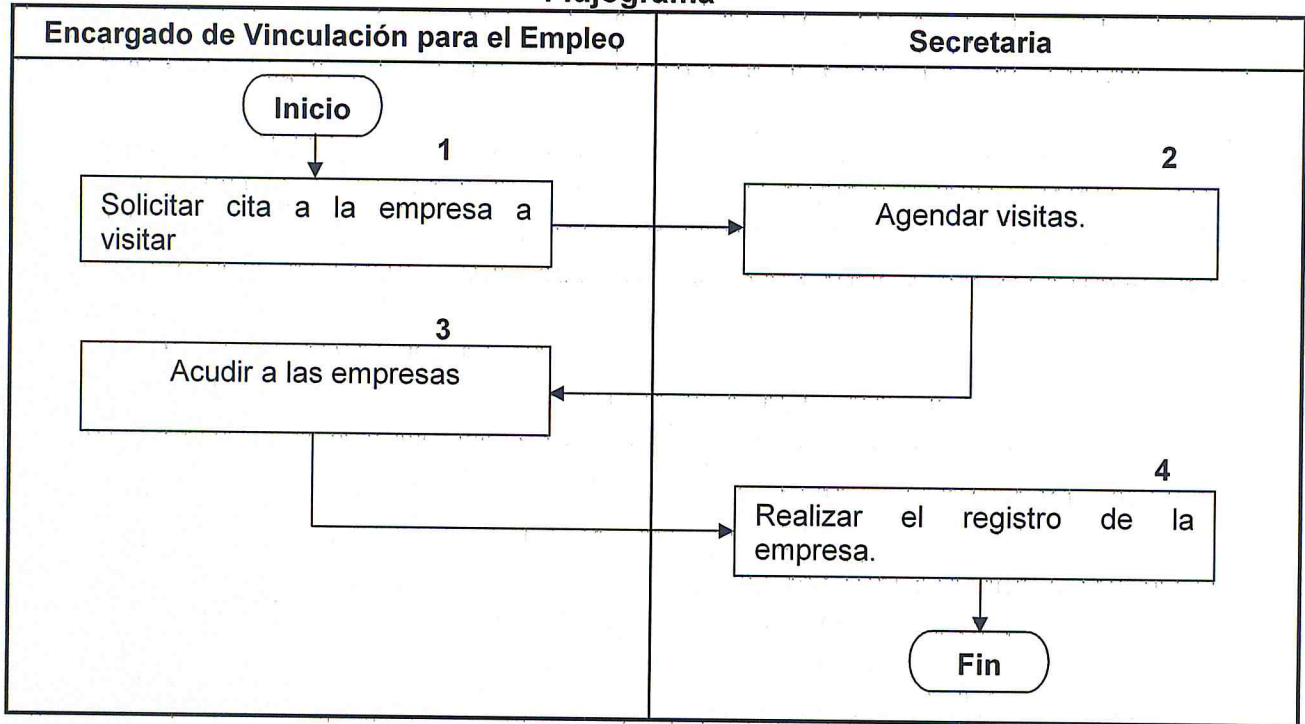 Encargado de Vinculación para el Empleo
Secretaria
Inicio
1
Solicitar cita a la empresa a
visitar
2
Agendar visitas.
3
Acudir a las empresas
4
Realizar el registro de la
empresa.
Fin